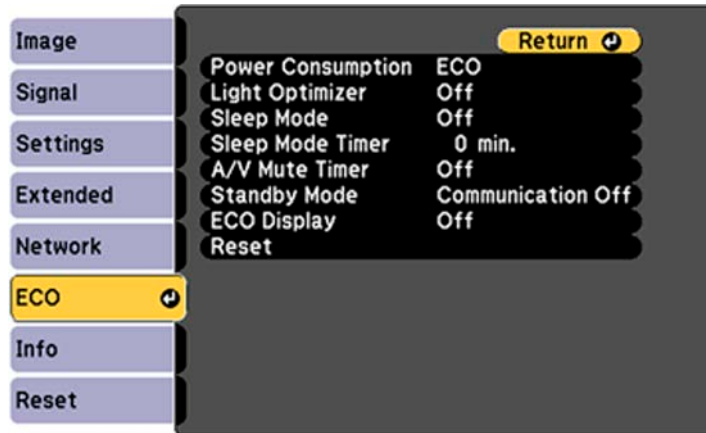 Image
Signal
Settings
Extended
Network
ECO
Info
Reset
Return
Power Consumption ECO
Light Optimizer Off
Sleep Mode Off
Sleep Mode Timer 0 min.
A/V Mute Timer Off
Standby Mode Communication Off
ECO Display Off
Reset